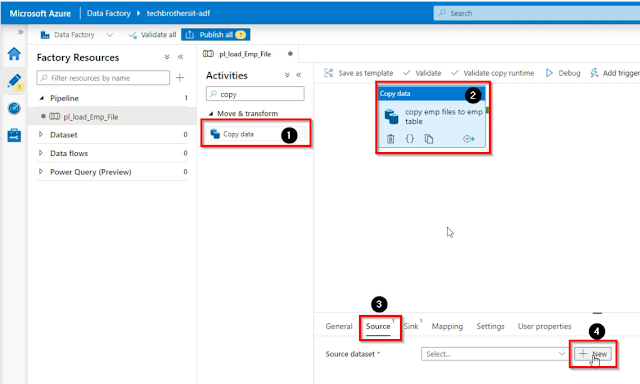 Microsoft Azure | Data Factory ▸ techbrothersit-adf
Search
Data Factory
Validate all
Publish all 1
Factory Resources
Filter resources by name
Pipeline 1
pl_load_Emp_File
Dataset 0
Data flows 0
Power Query (Preview) 0
pl_load_Emp_File
Activities
copy
Move & transform
Copy data
1
Save as template
Validate
Validate copy runtime
Debug
Add trigger
Copy data
2
copy emp files to emp
table
3
General
Source 1
Sink 1
Mapping
Settings
User properties
4
Source dataset *
Select...
New